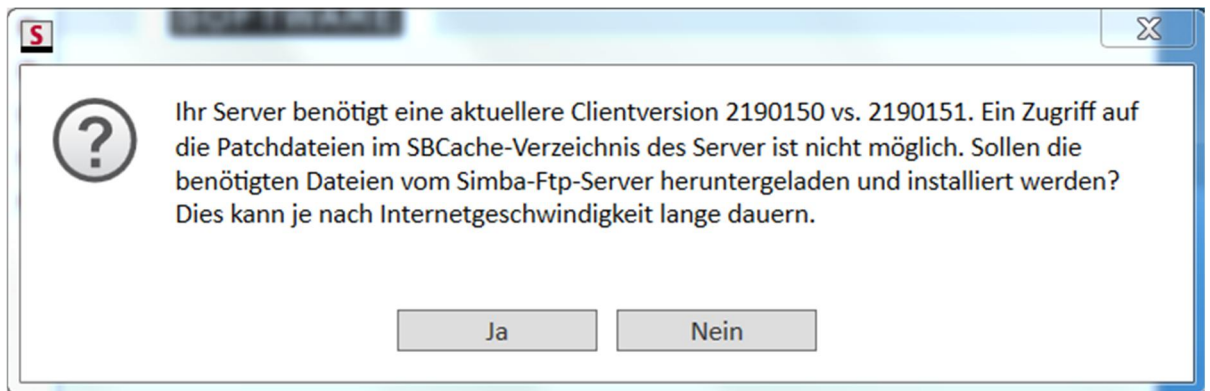 SOFTWARE
S
Ihr Server benötigt eine aktuellere Clientversion 2190150 vs. 2190151. Ein Zugriff auf
die Patchdateien im SBCache-Verzeichnis des Server ist nicht möglich. Sollen die
benötigten Dateien vom Simba-Ftp-Server heruntergeladen und installiert werden?
Dies kann je nach Internetgeschwindigkeit lange dauern.
Ja
Nein